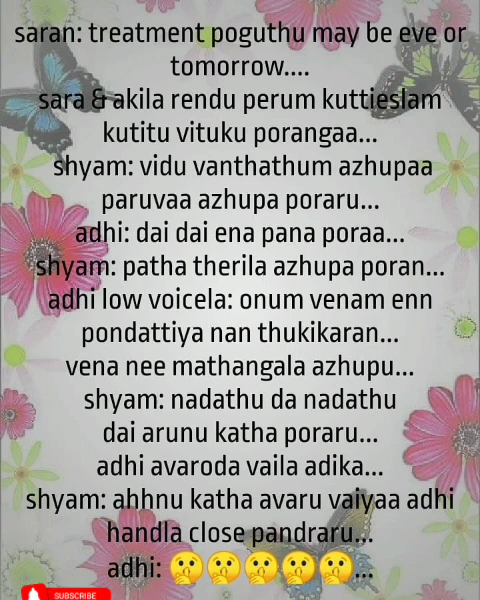 saran: treatment poguthu may be eve or
tomorrow....
sara & akila rendu perum kuttieslam
kutitu vituku porangaa...
shyam: vidu vanthathum azhupaa
paruvaa azhupa poraru...
adhi: dai dai ena pana poraa...
shyam: patha therila azhupa poran...
adhi low voicela: onum venam enn
pondattiya nan thukikaran...
vena nee mathangala azhupu...
shyam: nadathu da nadathu
dai arunu katha poraru...
adhi avaroda vaila adika...
shyam: ahhnu katha avaru vaiyaa adhi
handla close pandraru...
adhi: 🤫🤫🤫🤫🤫...
SUBSCRIBE